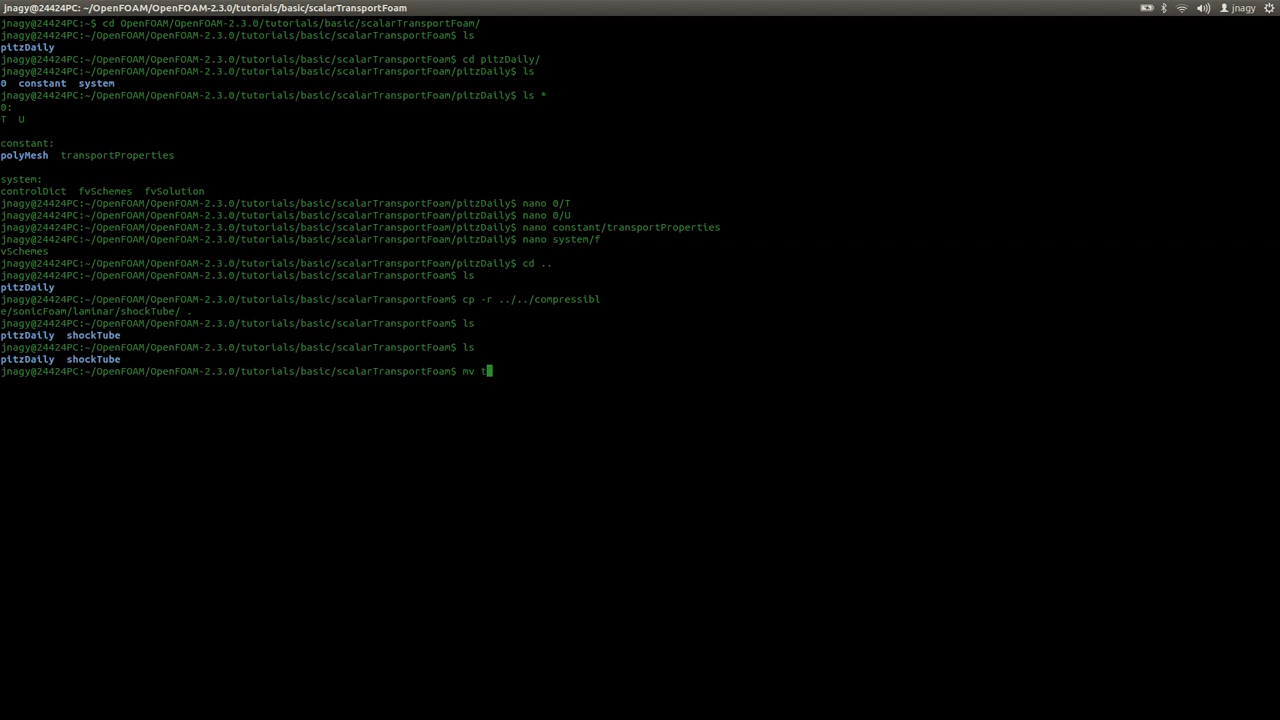 jnagy@24424PC: ~/OpenFOAM/OpenFOAM-2.3.0/tutorials/basic/scalarTransportFoam
jnagy
jnagy@24424PC:~$ cd OpenFOAM/OpenFOAM-2.3.0/tutorials/basic/scalarTransportFoam/
jnagy@24424PC:~/OpenFOAM/OpenFOAM-2.3.0/tutorials/basic/scalarTransportFoam$ ls
pitzDaily
jnagy@24424PC:~/OpenFOAM/OpenFOAM-2.3.0/tutorials/basic/scalarTransportFoam$ cd pitzDaily/
jnagy@24424PC:~/OpenFOAM/OpenFOAM-2.3.0/tutorials/basic/scalarTransportFoam/pitzDaily$ ls
0  constant  system
jnagy@24424PC:~/OpenFOAM/OpenFOAM-2.3.0/tutorials/basic/scalarTransportFoam/pitzDaily$ ls *
0:
T  U
constant:
polyMesh  transportProperties
system:
controlDict  fvSchemes  fvSolution
jnagy@24424PC:~/OpenFOAM/OpenFOAM-2.3.0/tutorials/basic/scalarTransportFoam/pitzDaily$ nano 0/T
jnagy@24424PC:~/OpenFOAM/OpenFOAM-2.3.0/tutorials/basic/scalarTransportFoam/pitzDaily$ nano 0/U
jnagy@24424PC:~/OpenFOAM/OpenFOAM-2.3.0/tutorials/basic/scalarTransportFoam/pitzDaily$ nano constant/transportProperties
jnagy@24424PC:~/OpenFOAM/OpenFOAM-2.3.0/tutorials/basic/scalarTransportFoam/pitzDaily$ nano system/f
vSchemes
jnagy@24424PC:~/OpenFOAM/OpenFOAM-2.3.0/tutorials/basic/scalarTransportFoam/pitzDaily$ cd ..
jnagy@24424PC:~/OpenFOAM/OpenFOAM-2.3.0/tutorials/basic/scalarTransportFoam$ ls
pitzDaily
jnagy@24424PC:~/OpenFOAM/OpenFOAM-2.3.0/tutorials/basic/scalarTransportFoam$ cp -r ../../compressibl
e/sonicFoam/laminar/shockTube/ .
jnagy@24424PC:~/OpenFOAM/OpenFOAM-2.3.0/tutorials/basic/scalarTransportFoam$ ls
pitzDaily  shockTube
jnagy@24424PC:~/OpenFOAM/OpenFOAM-2.3.0/tutorials/basic/scalarTransportFoam$ ls
pitzDaily  shockTube
jnagy@24424PC:~/OpenFOAM/OpenFOAM-2.3.0/tutorials/basic/scalarTransportFoam$ mv t